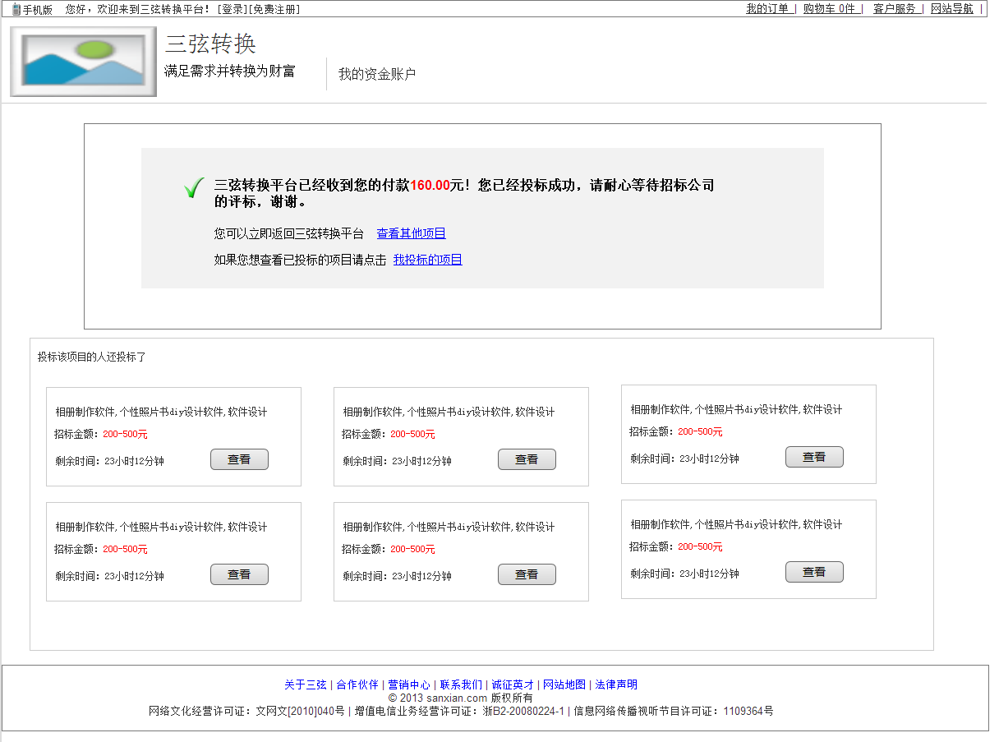 手机版 您好，欢迎来到三弦转换平台！[登录][免费注册] 我的订单 | 购物车 0件 | 客户服务 | 网站导航 |
三弦转换
满足需求并转换为财富
我的资金账户
三弦转换平台已经收到您的付款160.00元！您已经投标成功，请耐心等待招标公司
的评标，谢谢。
您可以立即返回三弦转换平台 查看其他项目
如果您想查看已投标的项目请点击 我投标的项目
投标该项目的人还投标了
相册制作软件,个性照片书diy设计软件,软件设计
招标金额：200-500元
剩余时间：23小时12分钟 查看
相册制作软件,个性照片书diy设计软件,软件设计
招标金额：200-500元
剩余时间：23小时12分钟 查看
相册制作软件,个性照片书diy设计软件,软件设计
招标金额：200-500元
剩余时间：23小时12分钟 查看
相册制作软件,个性照片书diy设计软件,软件设计
招标金额：200-500元
剩余时间：23小时12分钟 查看
相册制作软件,个性照片书diy设计软件,软件设计
招标金额：200-500元
剩余时间：23小时12分钟 查看
相册制作软件,个性照片书diy设计软件,软件设计
招标金额：200-500元
剩余时间：23小时12分钟 查看
关于三弦 | 合作伙伴 | 营销中心 | 联系我们 | 诚征英才 | 网站地图 | 法律声明
© 2013 sanxian.com 版权所有
网络文化经营许可证：文网文[2010]040号 | 增值电信业务经营许可证：浙B2-20080224-1 | 信息网络传播视听节目许可证：1109364号